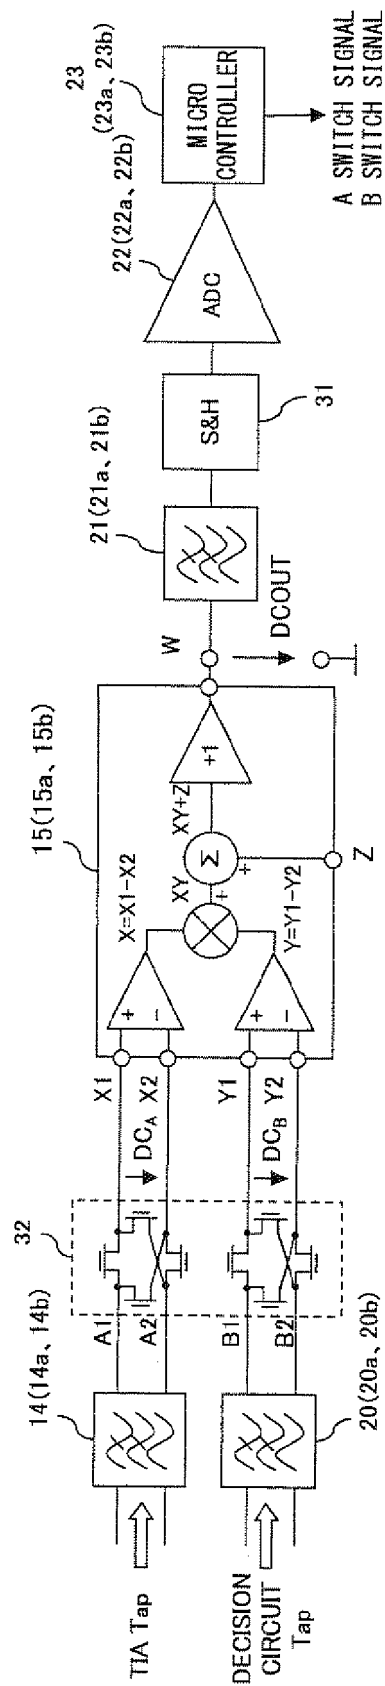 TIA Tap
DECISION
CIRCUIT
Tap
14(14a、14b)
20(20a、20b)
A1
A2
B1
B2
32
DCA
DCB
X1
X2
Y1
Y2
15(15a、15b)
X=X1-X2
Y=Y1-Y2
+
−
+
−
XY
+
Σ
+
XY+Z
+1
Z
W
DCOUT
21(21a、21b)
S&H
31
22(22a、22b)
ADC
23
(23a、23b)
MICRO
CONTROLLER
A SWITCH SIGNAL
B SWITCH SIGNAL